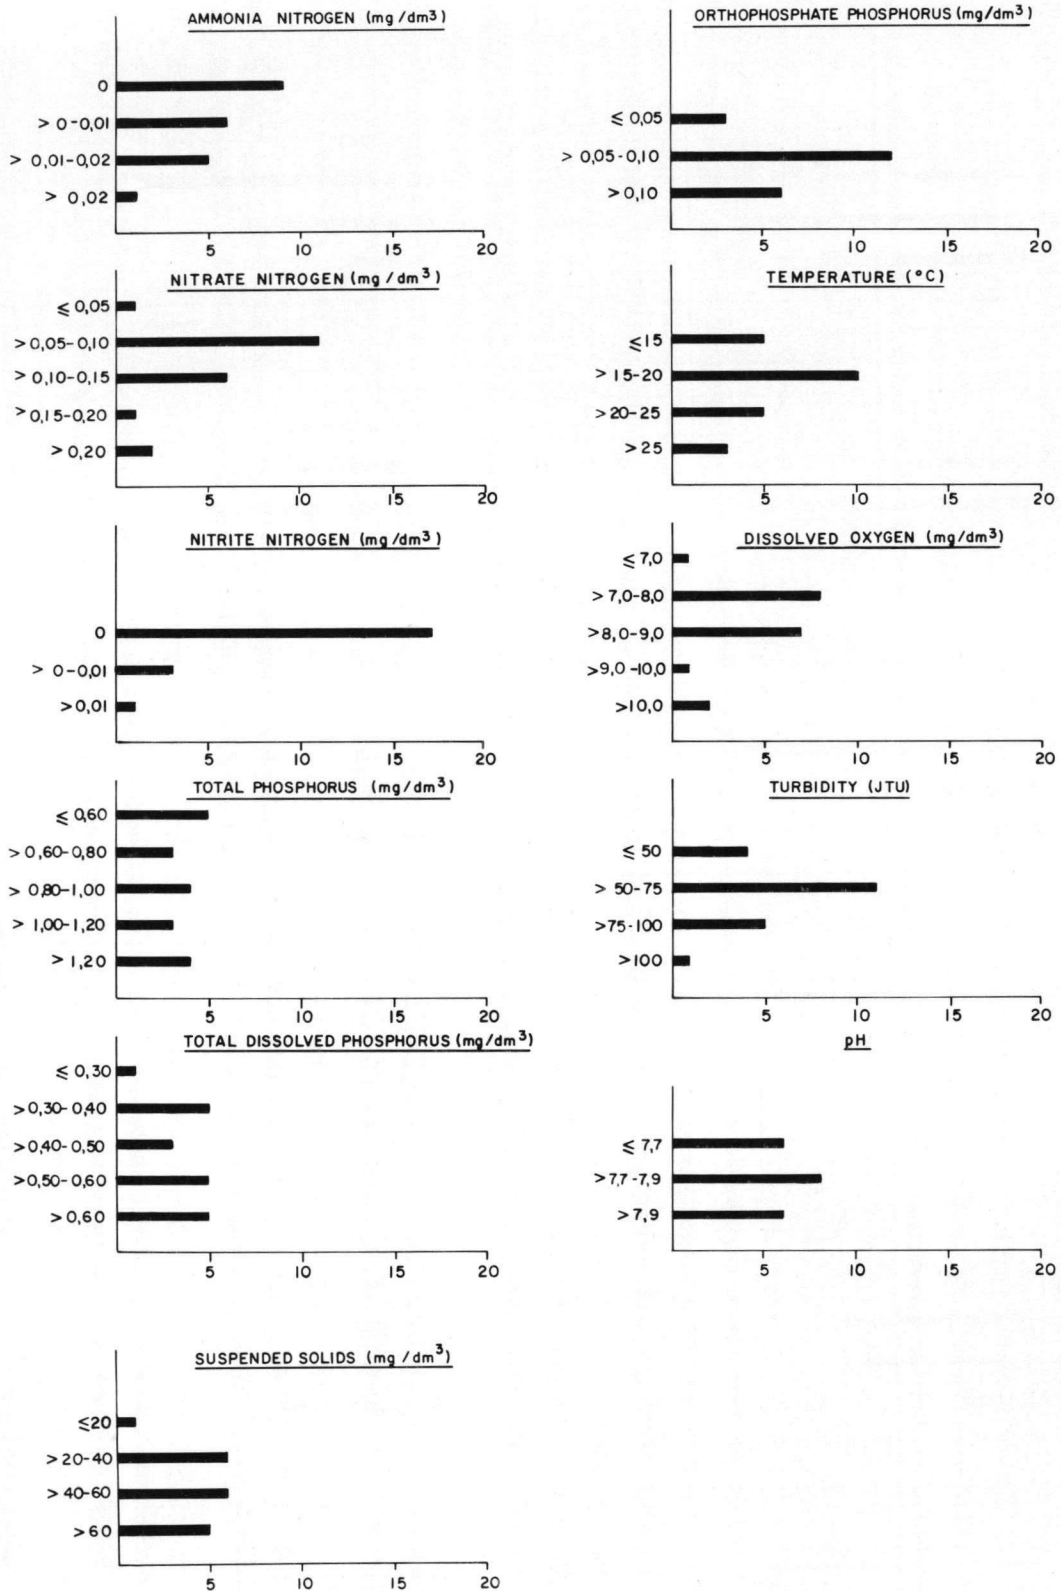 AMMONIA NITROGEN (mg/dm³)
0
> 0-0,01
> 0,01-0,02
> 0,02
5 10 15 20
NITRATE NITROGEN (mg/dm³)
≤ 0,05
>0,05-0,10
>0,10-0,15
>0,15-0,20
>0,20
5 10 15 20
NITRITE NITROGEN (mg/dm³)
0
> 0-0,01
>0,01
5 10 15 20
TOTAL PHOSPHORUS (mg/dm³)
≤ 0,60
>0,60-0,80
> 0,80-1,00
> 1,00-1,20
> 1,20
5 10 15 20
TOTAL DISSOLVED PHOSPHORUS (mg/dm³)
≤ 0,30
>0,30-0,40
>0,40-0,50
>0,50-0,60
>0,60
5 10 15 20
SUSPENDED SOLIDS (mg/dm³)
≤20
>20-40
>40-60
>60
5 10 15 20
ORTHOPHOSPHATE PHOSPHORUS (mg/dm³)
≤ 0,05
> 0,05-0,10
>0,10
5 10 15 20
TEMPERATURE (°C)
≤15
>15-20
>20-25
>25
5 10 15 20
DISSOLVED OXYGEN (mg/dm³)
≤ 7,0
>7,0-8,0
>8,0-9,0
>9,0-10,0
>10,0
5 10 15 20
TURBIDITY (JTU)
≤ 50
> 50-75
>75-100
>100
5 10 15 20
pH
≤ 7,7
>7,7-7,9
>7,9
5 10 15 20